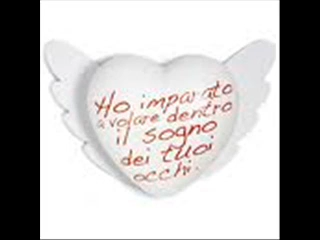 Ho imparato
a volare dentro
il sogno
dei tuoi
occhi.